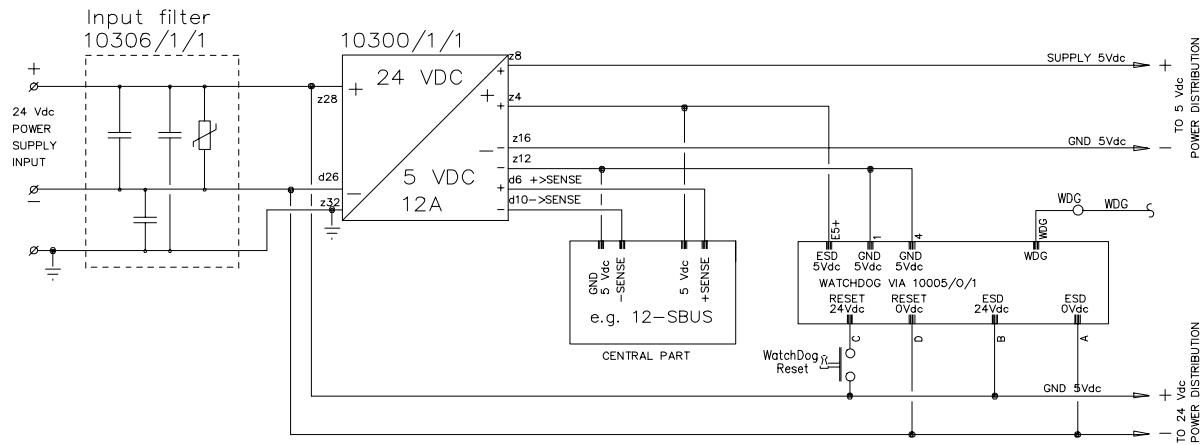 Input filter
10306/1/1
10300/1/1
+
24 Vdc
POWER
SUPPLY
INPUT
−
z28
d26
z32
+
24 VDC
−
5 VDC
12A
+
−
z8
+
z4
+
z16
−
z12
−
d6 +>SENSE
+
d10−>SENSE
−
SUPPLY 5Vdc
+
GND 5Vdc
−
TO 5 Vdc
POWER DISTRIBUTION
WDG
WDG
WDG
E5+
1
4
ESD
5Vdc
GND
5Vdc
GND
5Vdc
WDG
WATCHDOG VIA 10005/0/1
RESET
24Vdc
RESET
0Vdc
ESD
24Vdc
ESD
0Vdc
C
D
B
A
GND
5 Vdc
−SENSE
5 Vdc
+SENSE
e.g. 12−SBUS
CENTRAL PART
WatchDog
Reset
GND 5Vdc
+
−
TO 24 Vdc
POWER DISTRIBUTION